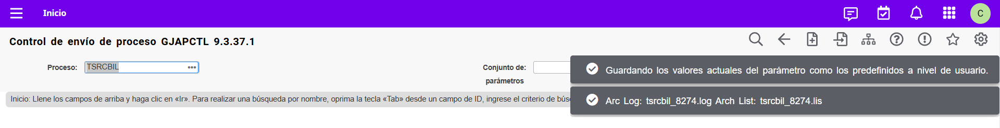 Inicio
C
Control de envío de proceso GJAPCTL 9.3.37.1
Proceso: TSRCBIL
Conjunto de:
parámetros
Guardando los valores actuales del parámetro como los predefinidos a nivel de usuario.
Inicio: Llene los campos de arriba y haga clic en «Ir». Para realizar una búsqueda por nombre, oprima la tecla «Tab» desde un campo de ID, ingrese el criterio de
Arc Log: tsrcbil_8274.log Arch List: tsrcbil_8274.lis